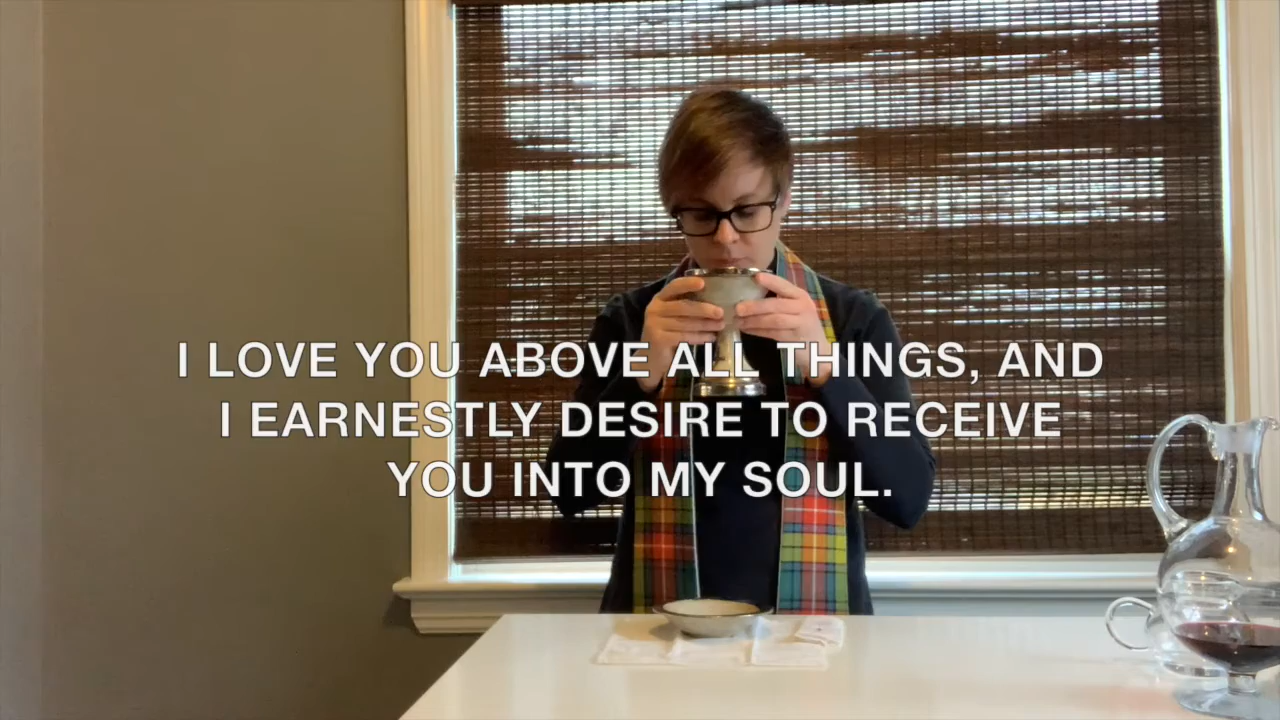 I LOVE YOU ABOVE ALL THINGS, AND
I EARNESTLY DESIRE TO RECEIVE
YOU INTO MY SOUL.